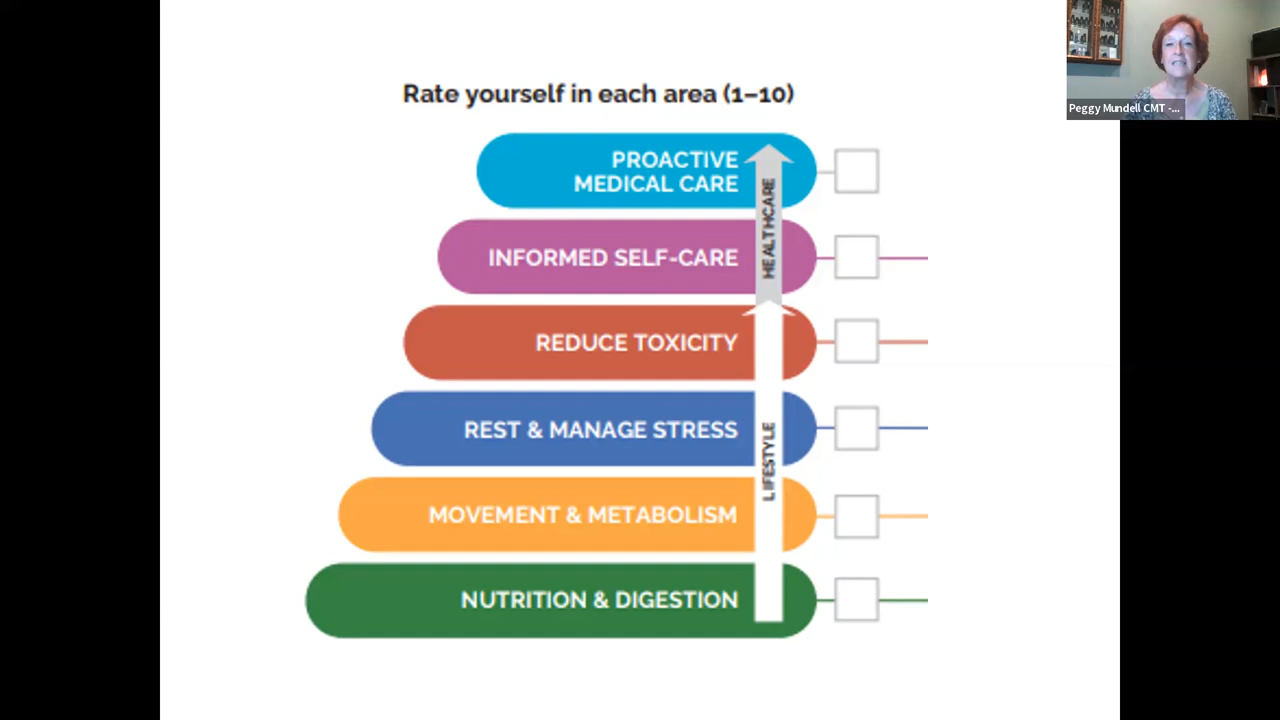 Rate yourself in each area (1–10)
PROACTIVE
MEDICAL CARE
INFORMED SELF-CARE
REDUCE TOXICITY
REST & MANAGE STRESS
MOVEMENT & METABOLISM
NUTRITION & DIGESTION
HEALTHCARE
LIFESTYLE
Peggy Mundell CMT -...